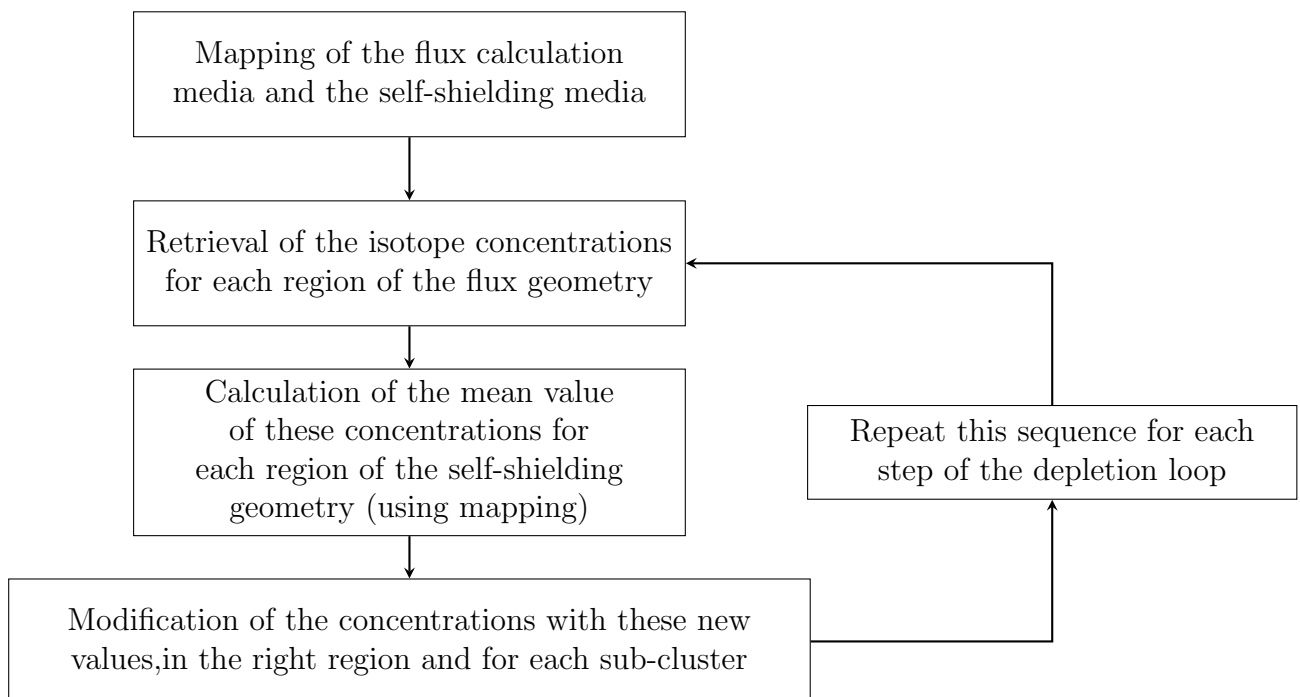 Mapping of the flux calculation
media and the self-shielding media
Retrieval of the isotope concentrations
for each region of the flux geometry
Calculation of the mean value
of these concentrations for
each region of the self-shielding
geometry (using mapping)
Repeat this sequence for each
step of the depletion loop
Modification of the concentrations with these new
values,in the right region and for each sub-cluster